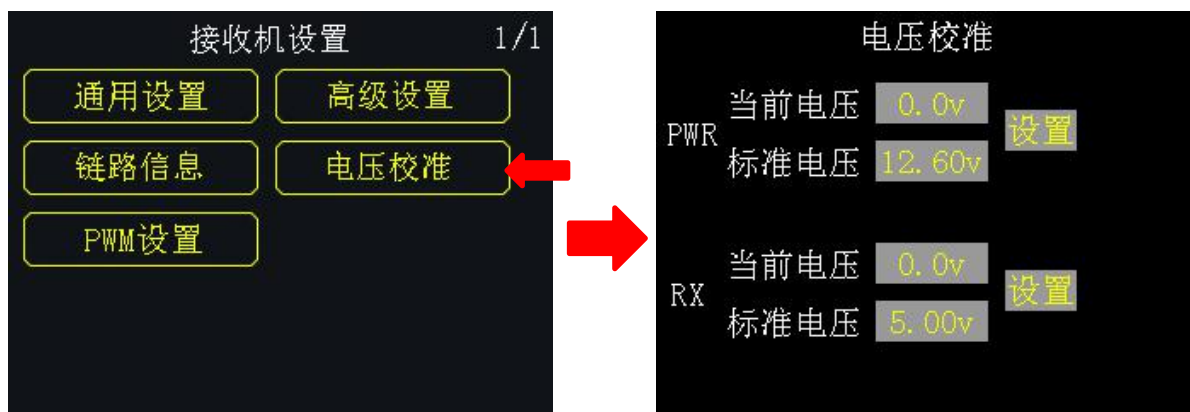 接收机设置 1/1
通用设置 高级设置
链路信息 电压校准
PWM设置
电压校准
PWR
当前电压 0.0v
标准电压 12.60v
设置
RX
当前电压 0.0v
标准电压 5.00v
设置